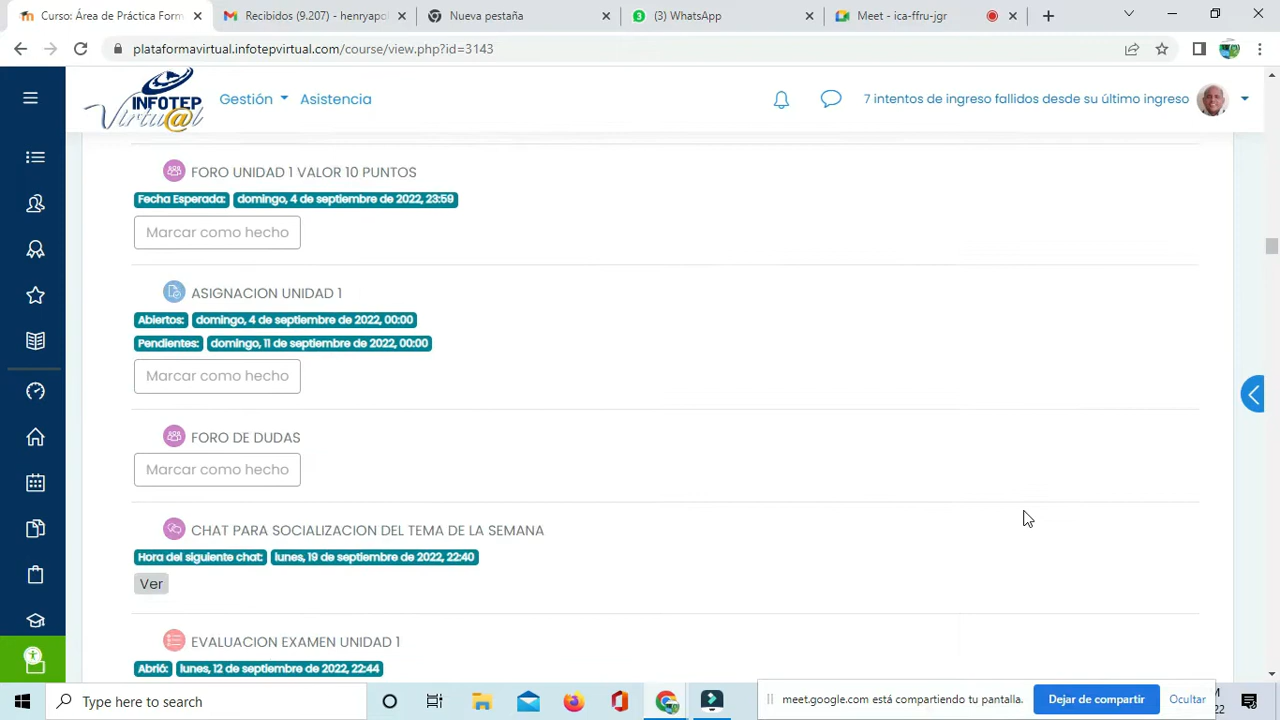 Curso Área de Práctica Profe
Recibidos (9.207) - henrypol
Nueva pestaña
3
(3) WhatsApp
Meet - ica-ffru-jgr
plataformavirtual.infotepvirtual.com/course/view.php?id=3143
INFOTEP
Virtu@l
Gestión
Asistencia
7 intentos de ingreso fallidos desde su último ingreso
FORO UNIDAD 1 VALOR 10 PUNTOS
Fecha Esperada: domingo, 4 de septiembre de 2022, 23:59
Marcar como hecho
ASIGNACION UNIDAD 1
Abiertos: domingo, 4 de septiembre de 2022, 00:00
Pendientes: domingo, 11 de septiembre de 2022, 00:00
Marcar como hecho
FORO DE DUDAS
Marcar como hecho
CHAT PARA SOCIALIZACION DEL TEMA DE LA SEMANA
Hora del siguiente chat: lunes, 19 de septiembre de 2022, 22:40
Ver
EVALUACION EXAMEN UNIDAD 1
Abrió: lunes, 12 de septiembre de 2022, 22:44
Type here to search
meet.google.com está compartiendo tu pantalla.
Dejar de compartir
Ocultar